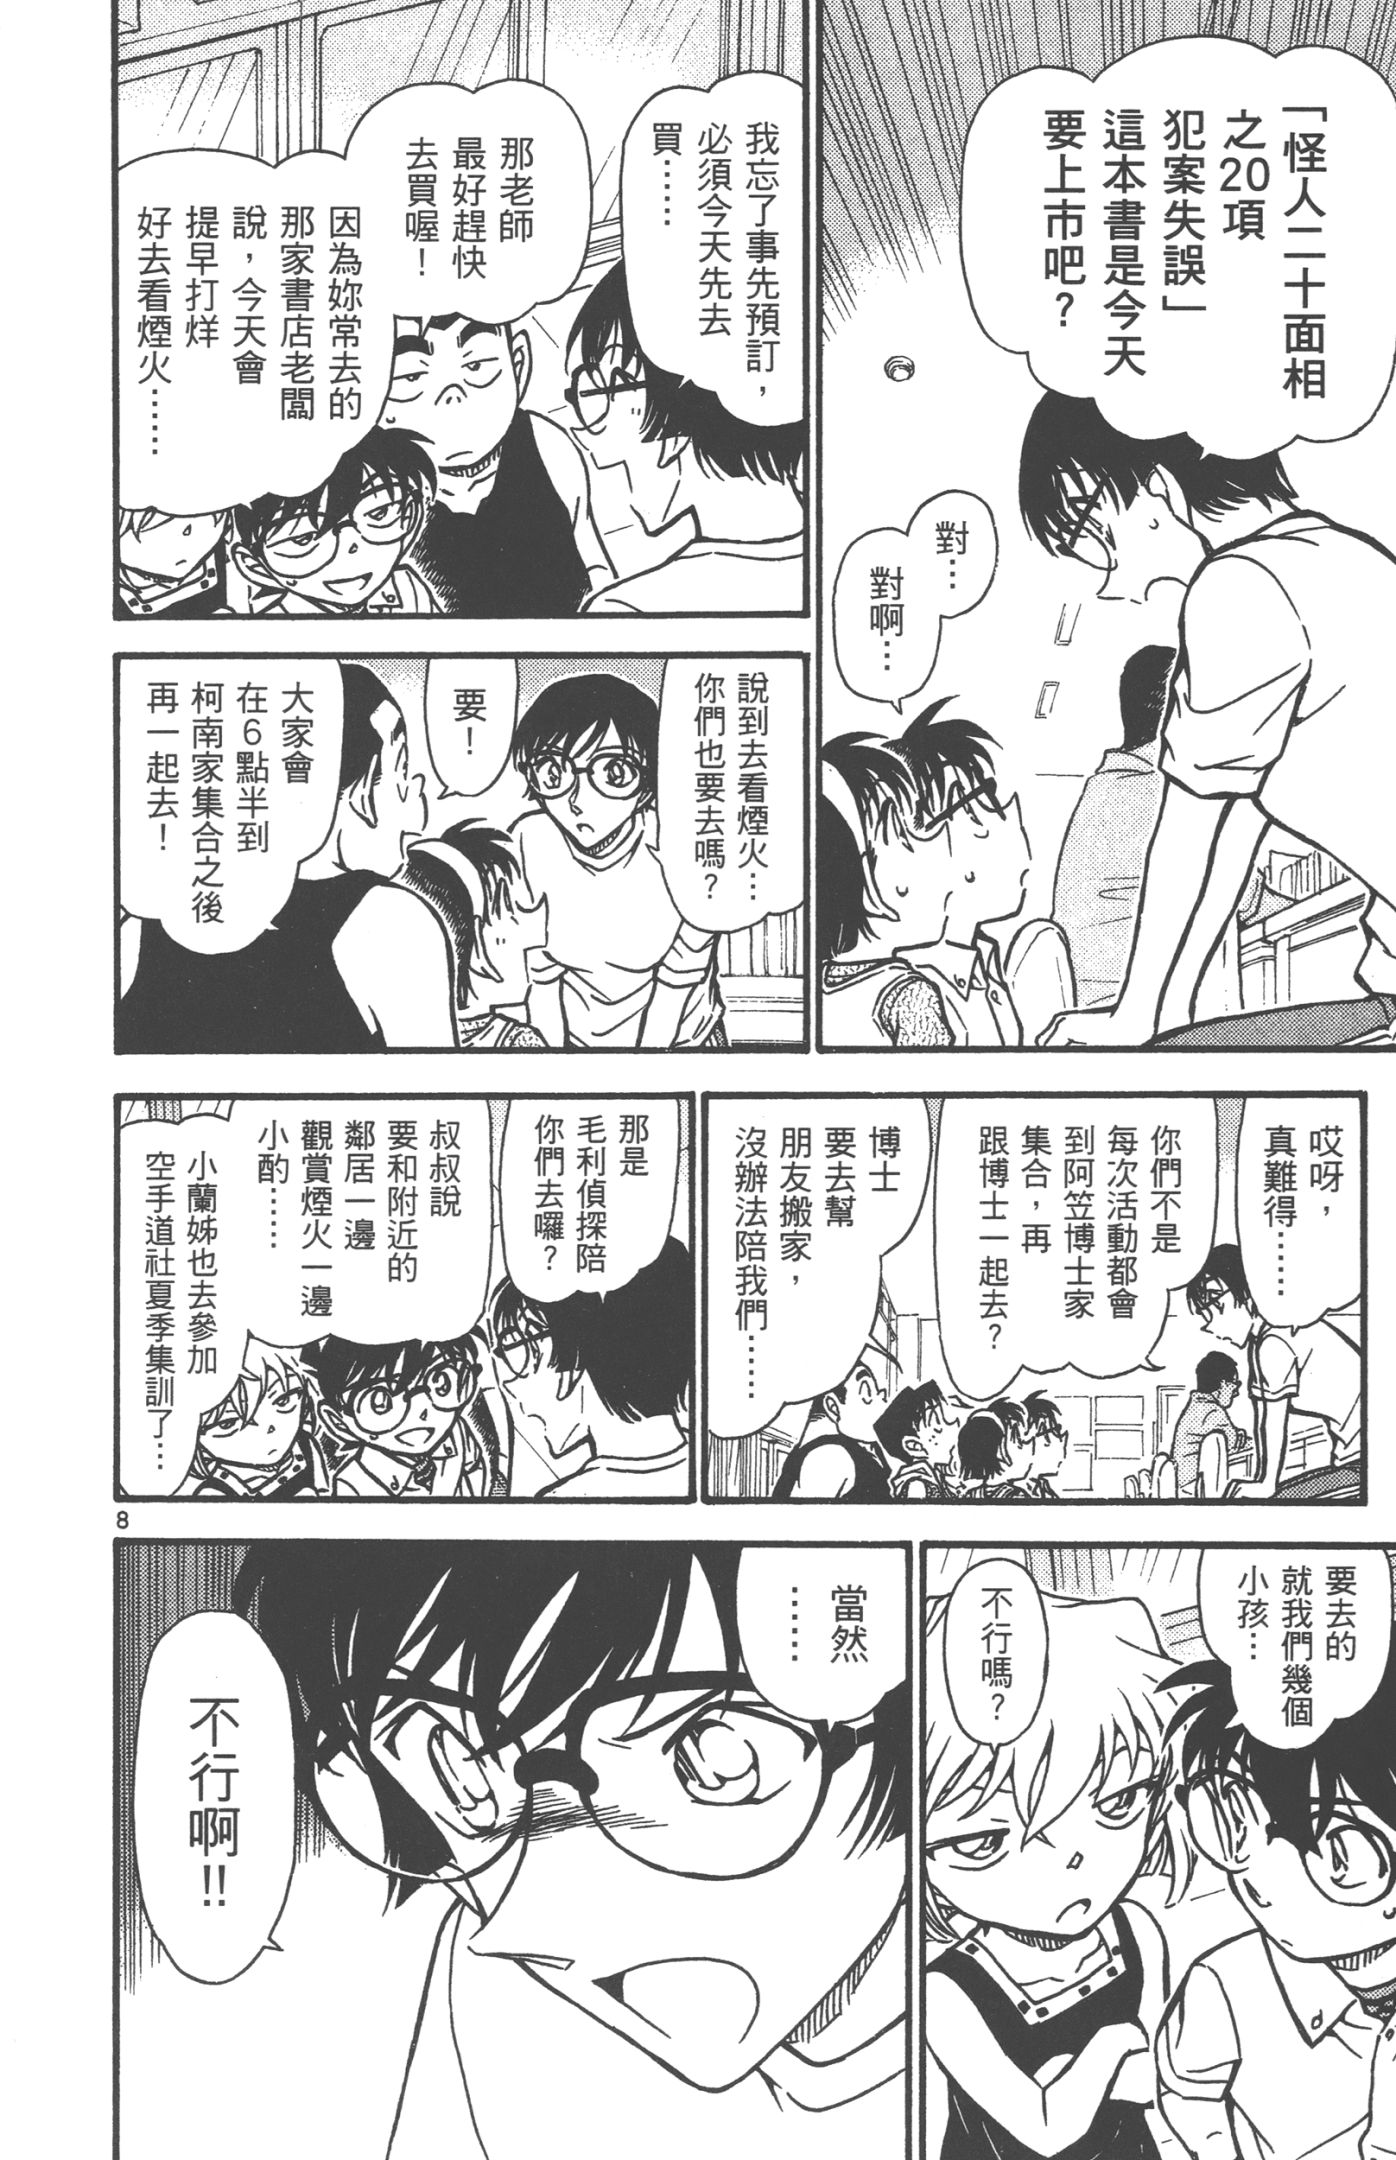 「怪人二十面相
之20項
犯案失誤」
這本書是今天
要上市吧？
對…
對啊…
我忘了事先預訂，
必須今天先去
買……
那老師
最好趕快
去買喔！
因為妳常去的
那家書店老闆
說，今天會
提早打烊
好去看煙火……
說到去看煙火…
你們也要去嗎？
要！
大家會
在6點半到
柯南家集合之後
再一起去！
哎呀，
真難得……
你們不是
每次活動都會
到阿笠博士家
集合，再
跟博士一起去？
博士
要去幫
朋友搬家，
沒辦法陪我們……
那是
毛利偵探陪
你們去囉？
叔叔說
要和附近的
鄰居一邊
觀賞煙火一邊
小酌……
小蘭姊也去參加
空手道社夏季集訓了…
要去的
就我們幾個
小孩…
不行嗎？
當然
……
不行啊!!
8